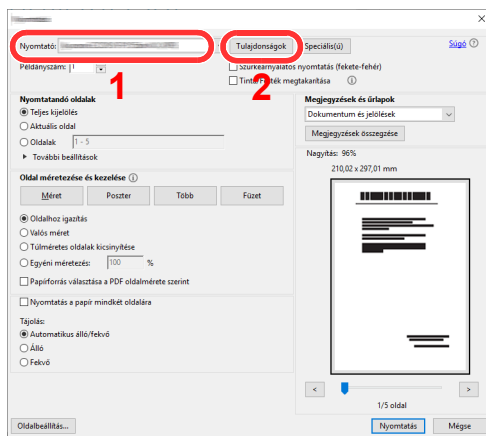 Nyomtató: Tulajdonságok Speciális(ú) Súgó
Példányszám: 1 Szürkeárnyalatos nyomtatás (fekete-fehér)
1 2
Tinta/Festék megtakarítása
Nyomtatandó oldalak Megjegyzések és űrlapok
Teljes kijelölés Dokumentum és jelölések
Aktuális oldal
Oldalak 1 - 5 Megjegyzések összegzése
További beállítások Nagyítás: 96%
210,02 x 297,01 mm
Oldal méretezése és kezelése
Méret Poszter Több Füzet
Oldalhoz igazítás
Valós méret
Túlméretes oldalak kicsinyítése
Egyéni méretezés: 100 %
Papírforrás választása a PDF oldalmérete szerint
Nyomtatás a papír mindkét oldalára
Tájolás:
Automatikus álló/fekvő
Álló
Fekvő
< >
1/5 oldal
Oldalbeállítás... Nyomtatás Mégse